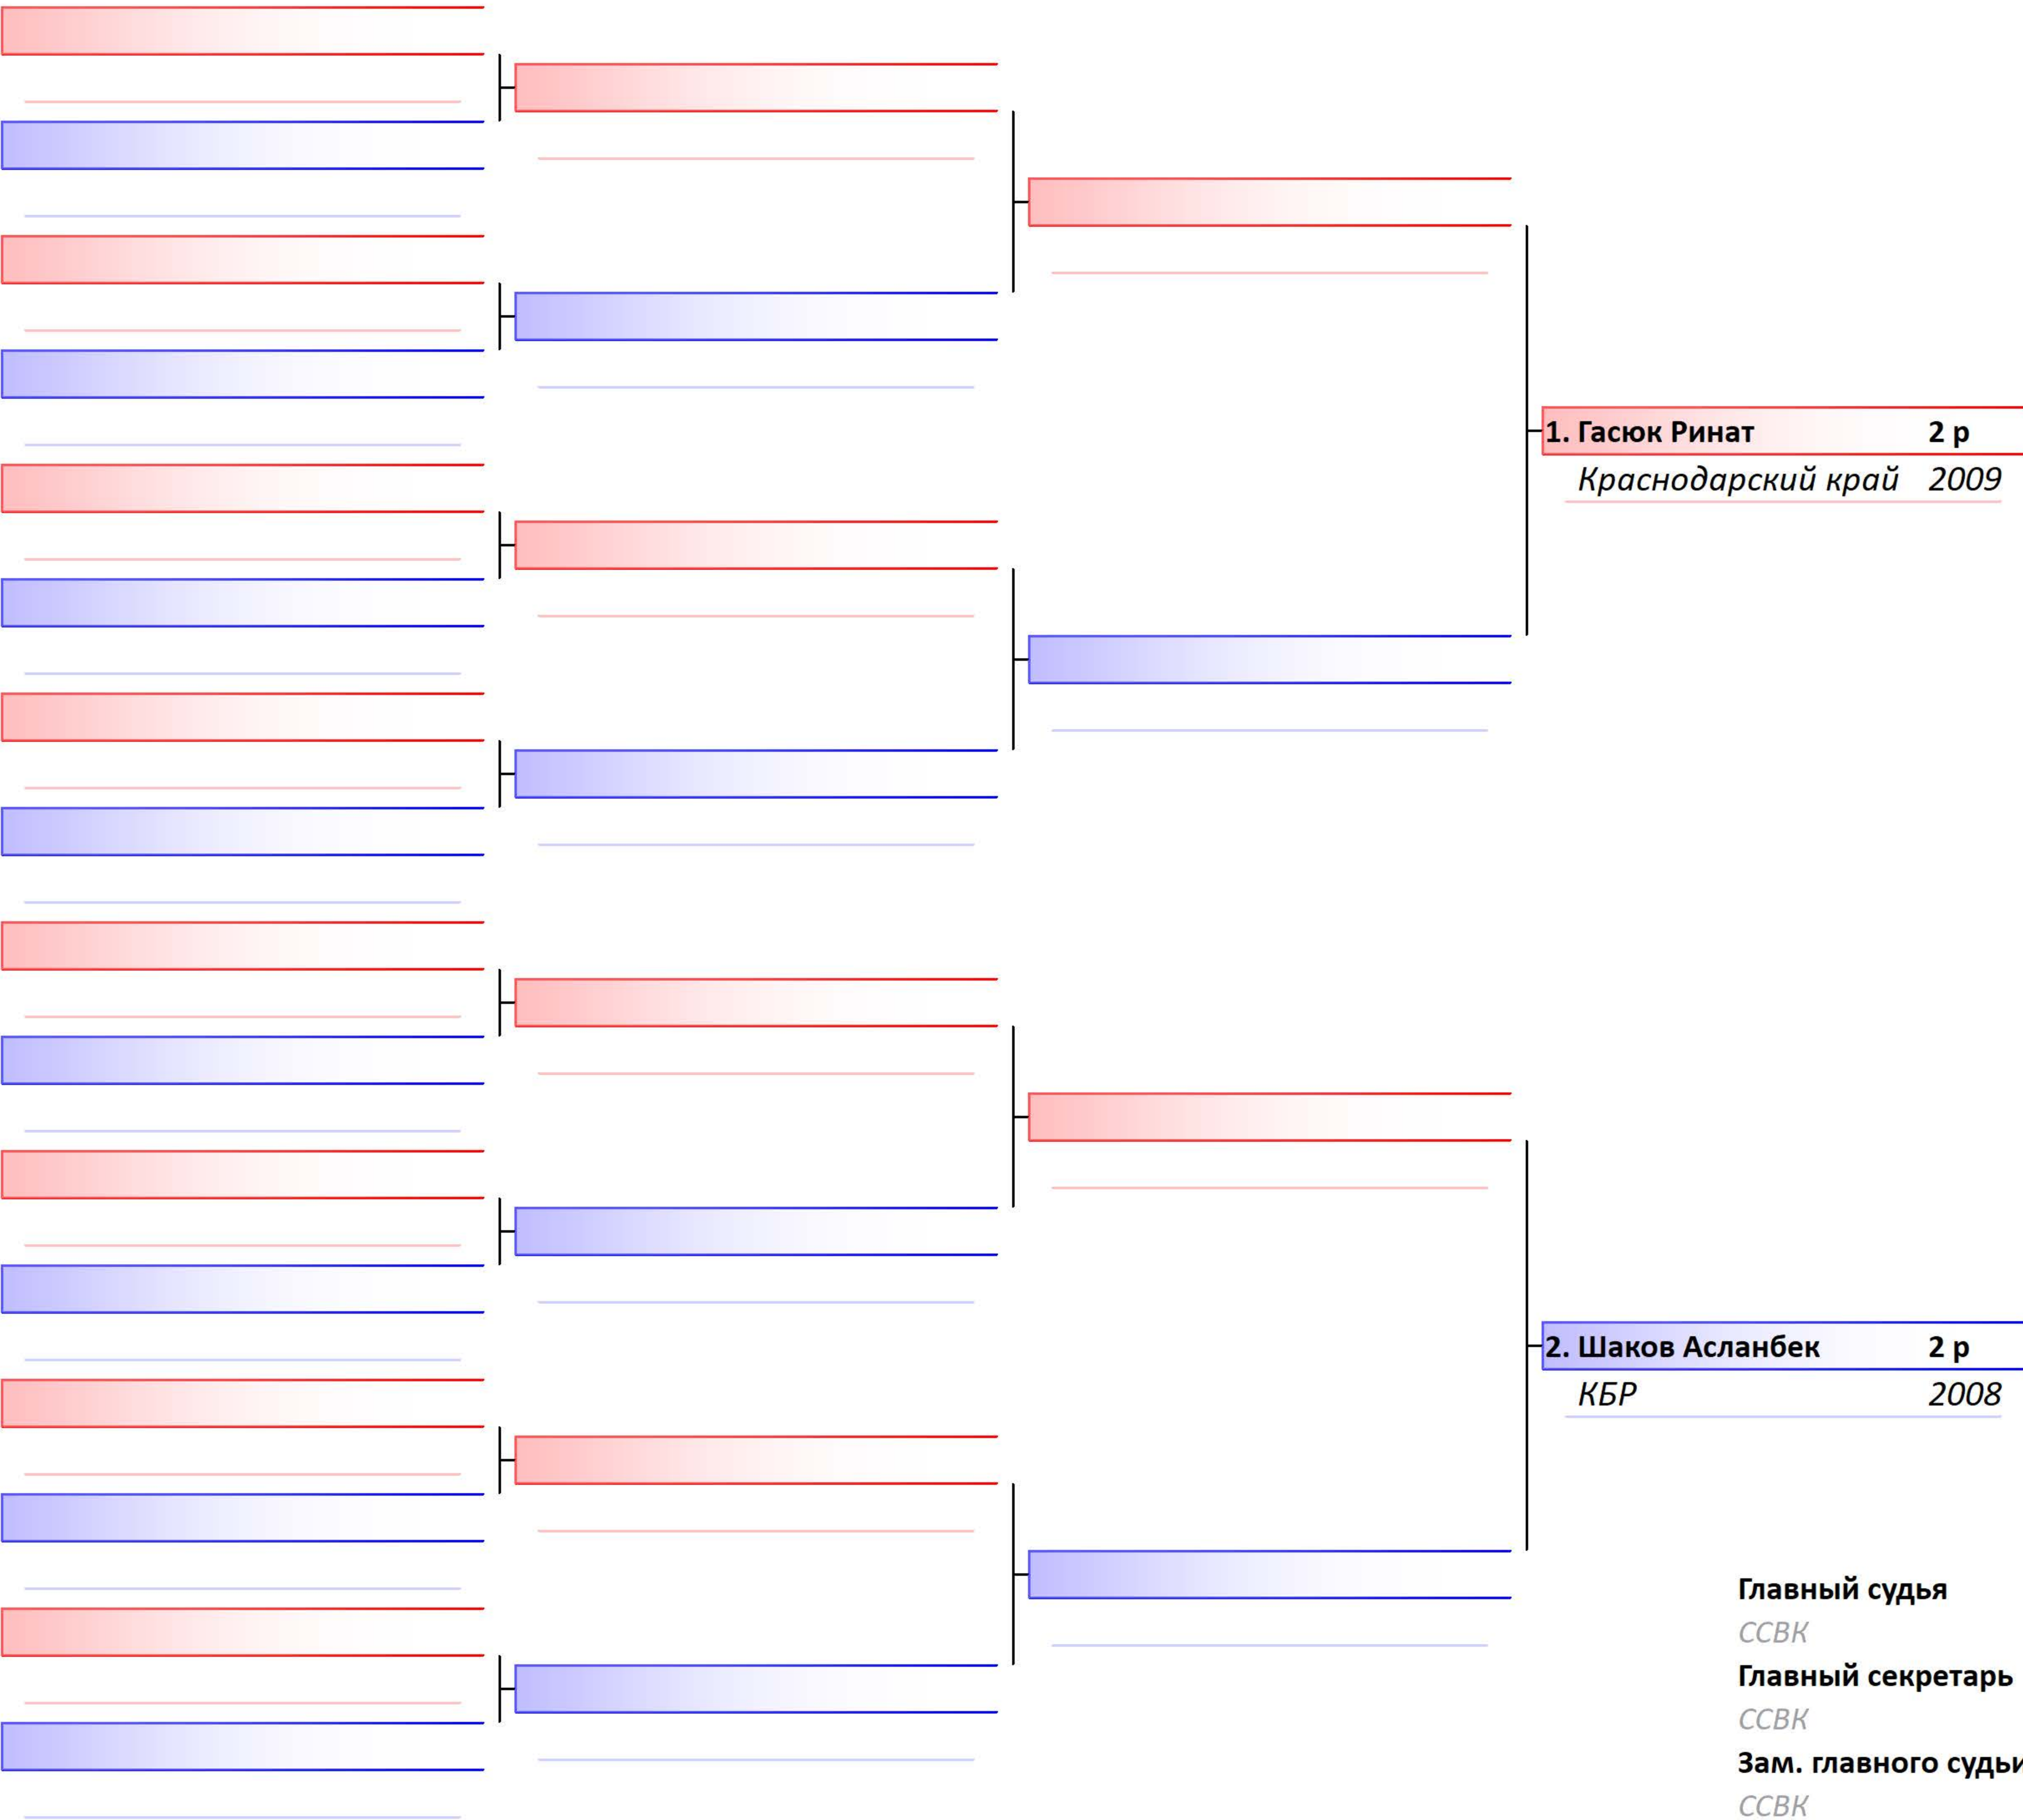 1. Гасюк Ринат 2 р
Краснодарский край 2009
2. Шаков Асланбек 2 р
КБР 2008
Главный судья
ССВК
Главный секретарь
ССВК
Зам. главного судьи
ССВК